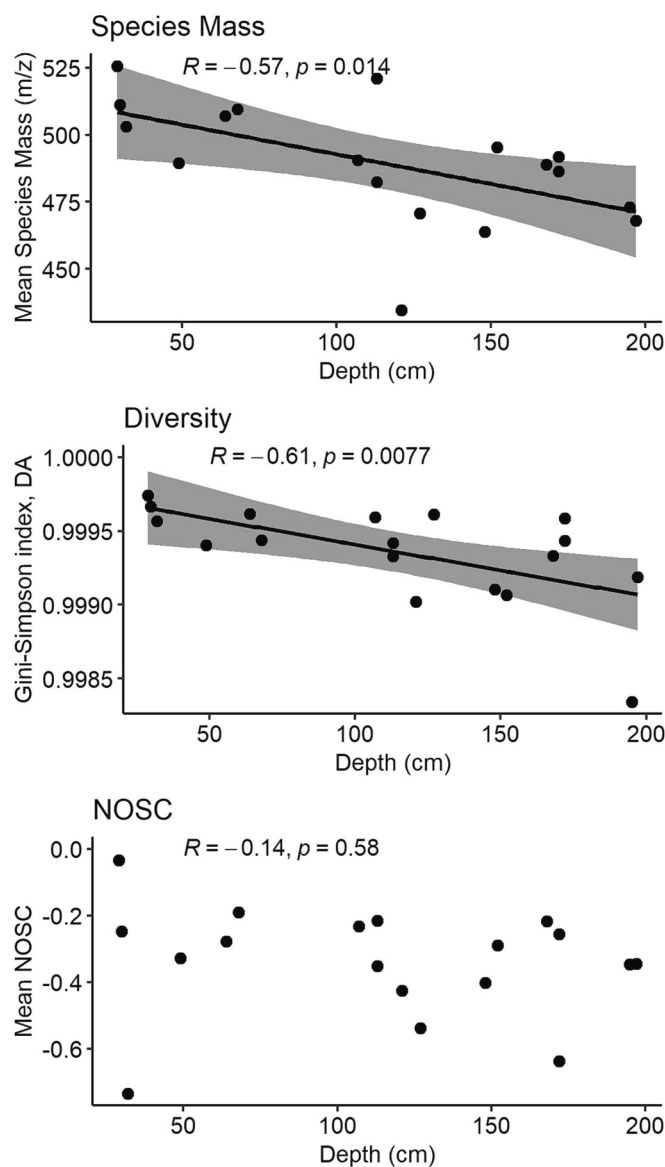 Species Mass
R = −0.57, p = 0.014
525
500
475
450
Mean Species Mass (m/z)
50 100 150 200
Depth (cm)
Diversity
R = −0.61, p = 0.0077
1.0000
0.9995
0.9990
0.9985
Gini-Simpson index, DA
50 100 150 200
Depth (cm)
NOSC
R = −0.14, p = 0.58
0.0
-0.2
-0.4
-0.6
Mean NOSC
50 100 150 200
Depth (cm)